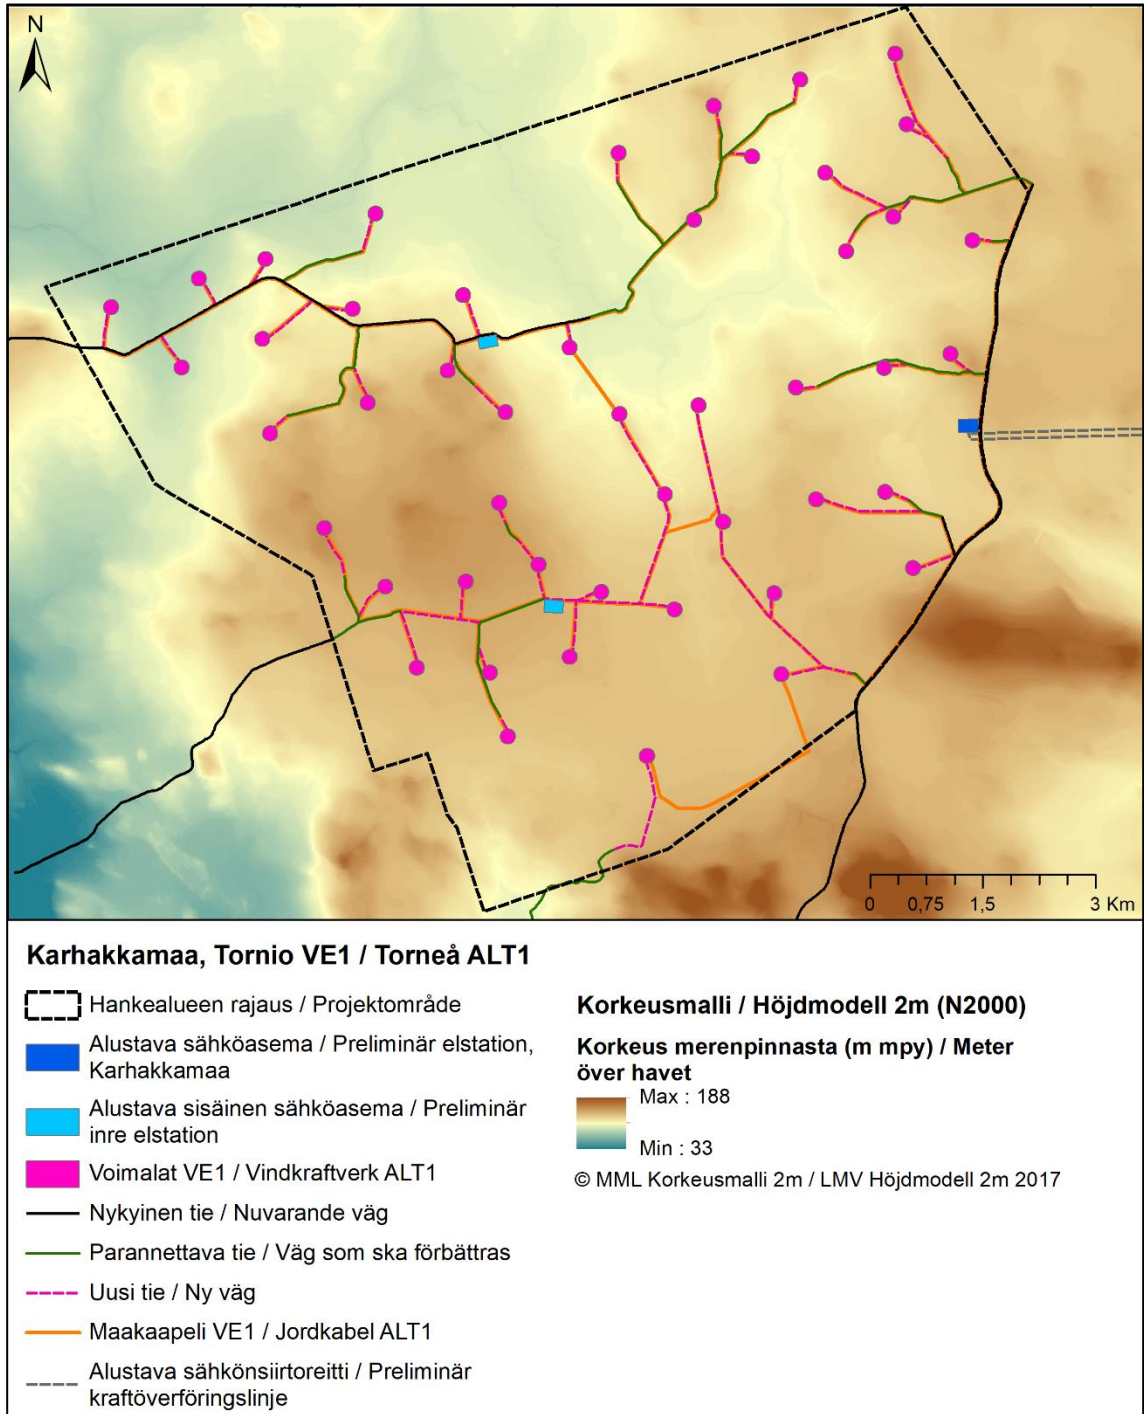 N
0 0,75 1,5 3 Km
Karhakkamaa, Tornio VE1 / Torneå ALT1
Hankealueen rajaus / Projektområde
Alustava sähköasema / Preliminär elstation,
Karhakkamaa
Alustava sisäinen sähköasema / Preliminär
inre elstation
Voimalat VE1 / Vindkraftverk ALT1
Nykyinen tie / Nuvarande väg
Parannettava tie / Väg som ska förbättras
Uusi tie / Ny väg
Maakaapeli VE1 / Jordkabel ALT1
Alustava sähkönsiirtoreitti / Preliminär
kraftöverföringslinje
Korkeusmalli / Höjdmodell 2m (N2000)
Korkeus merenpinnasta (m mpy) / Meter
över havet
Max : 188
Min : 33
© MML Korkeusmalli 2m / LMV Höjdmodell 2m 2017